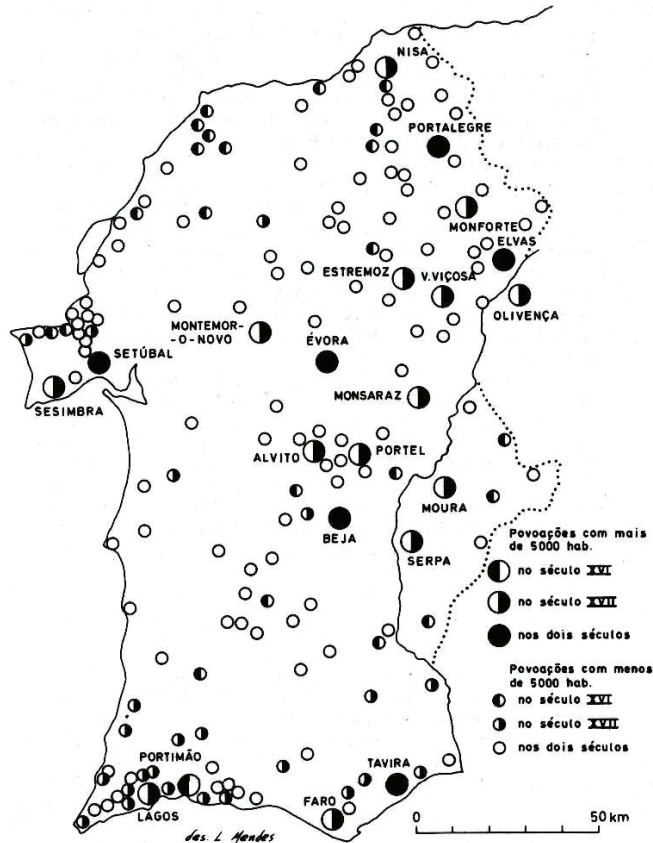 NISA
PORTALEGRE
MONFORTE
ELVAS
ESTREMOZ
V.VIÇOSA
OLIVENÇA
MONTEMOR-
-O-NOVO
ÉVORA
SETÚBAL
SESIMBRA
MONSARAZ
ALVITO
PORTEL
MOURA
BEJA
SERPA
Povoações com mais
de 5000 hab.
no século XVI
no século XVII
nos dois séculos
Povoações com menos
de 5000 hab.
no século XVI
no século XVII
nos dois séculos
PORTIMÃO
TAVIRA
LAGOS
FARO
0
50 km
des. L Mendes